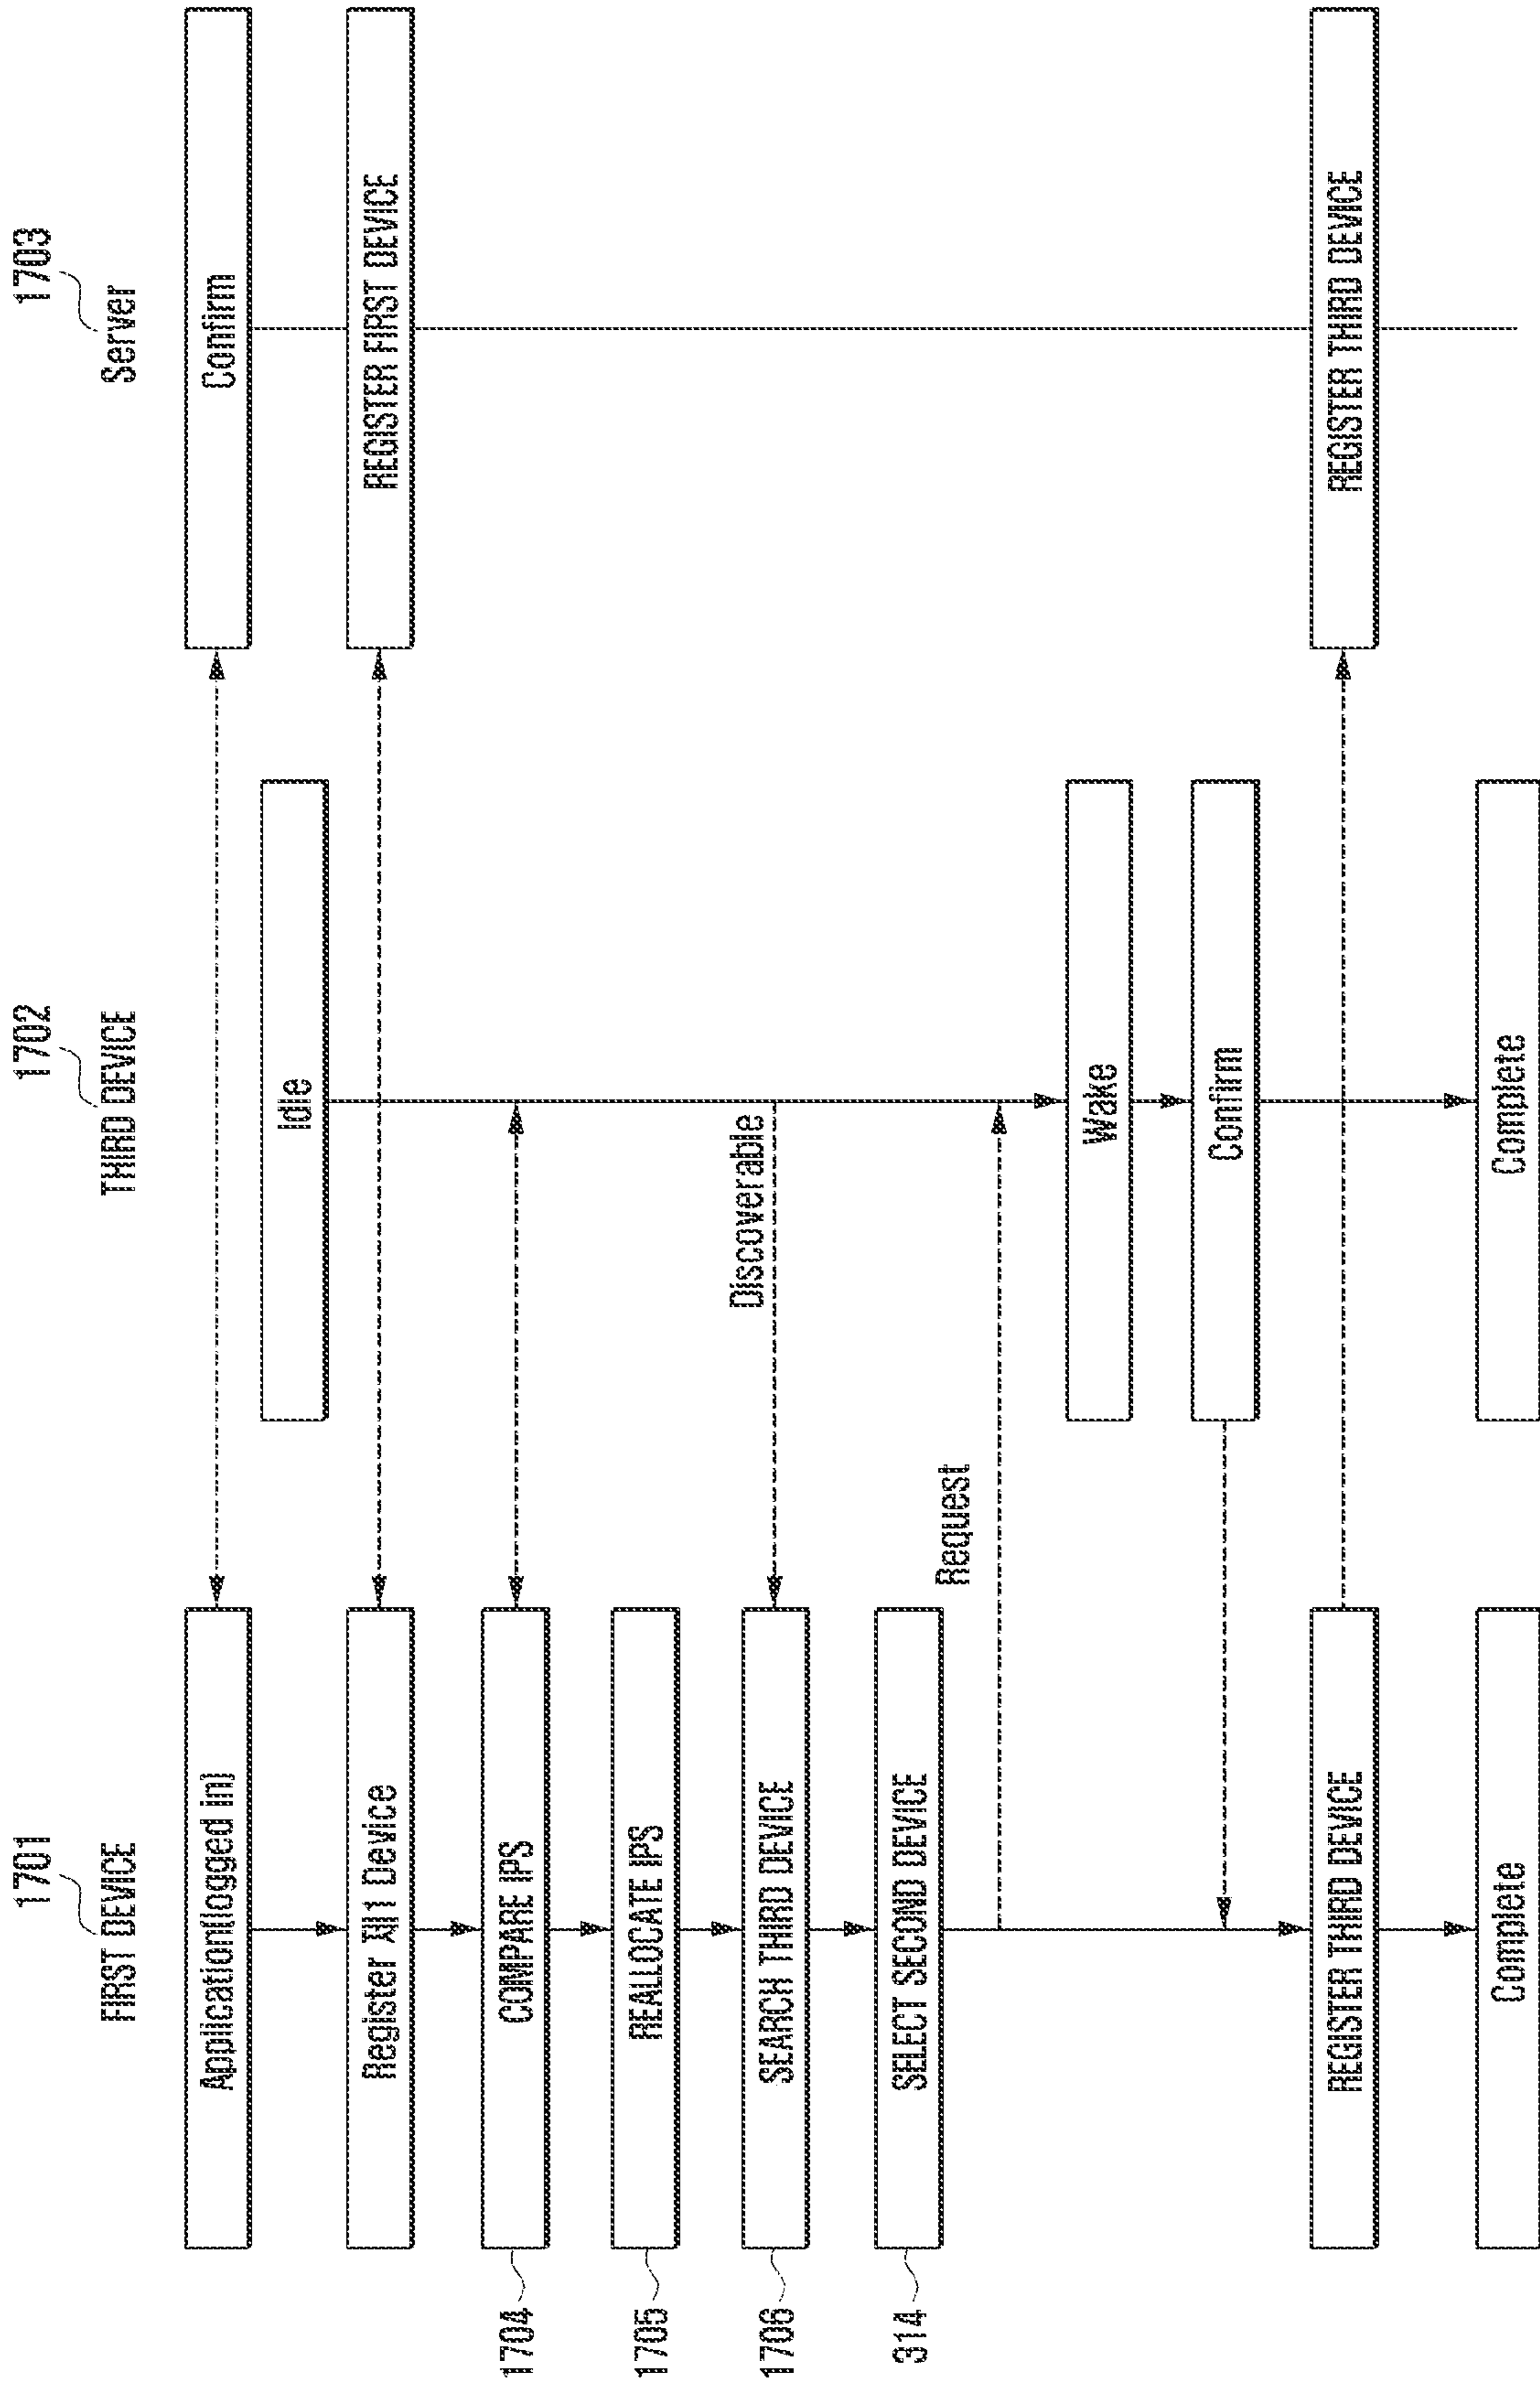 1701
1702
1703
FIRST DEVICE
THIRD DEVICE
Server
Application(logged in)
Confirm
Idle
Register 제1 Device
REGISTER FIRST DEVICE
1704
COMPARE IPS
1705
REALLOCATE IPS
Discoverable
1706
SEARCH THIRD DEVICE
314
SELECT SECOND DEVICE
Request
Wake
Confirm
REGISTER THIRD DEVICE
REGISTER THIRD DEVICE
Complete
Complete